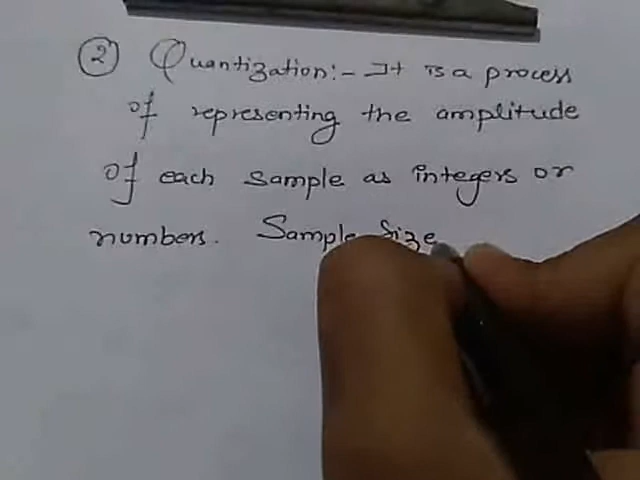 ② Quantization:- It is a process
of representing the amplitude
of each sample as integers or
numbers. Sample Size